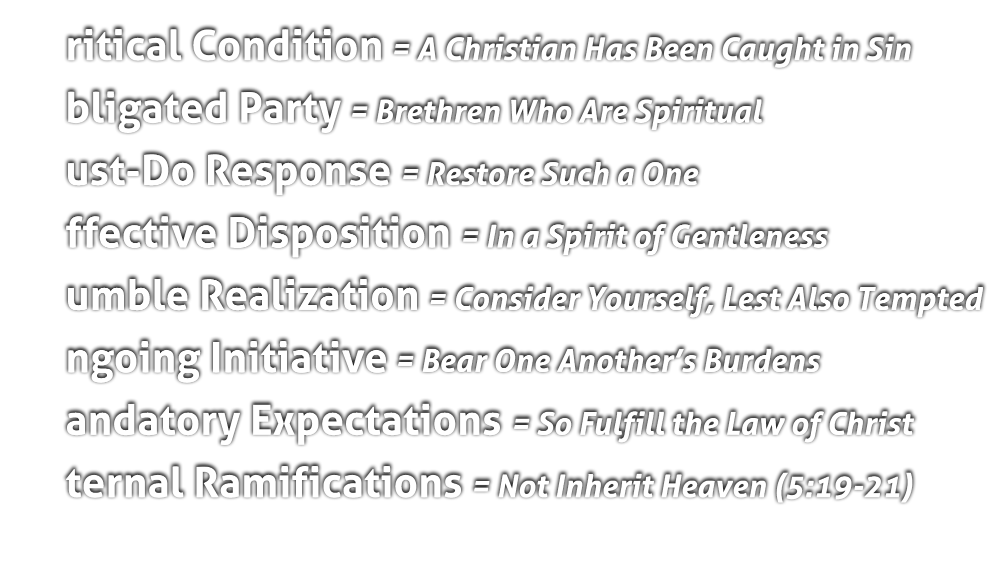 ritical Condition = A Christian Has Been Caught in Sin
bligated Party = Brethren Who Are Spiritual
ust-Do Response = Restore Such a One
ffective Disposition = In a Spirit of Gentleness
umble Realization = Consider Yourself, Lest Also Tempted
ngoing Initiative = Bear One Another‘s Burdens
andatory Expectations = So Fulfill the Law of Christ
ternal Ramifications = Not Inherit Heaven (5:19-21)